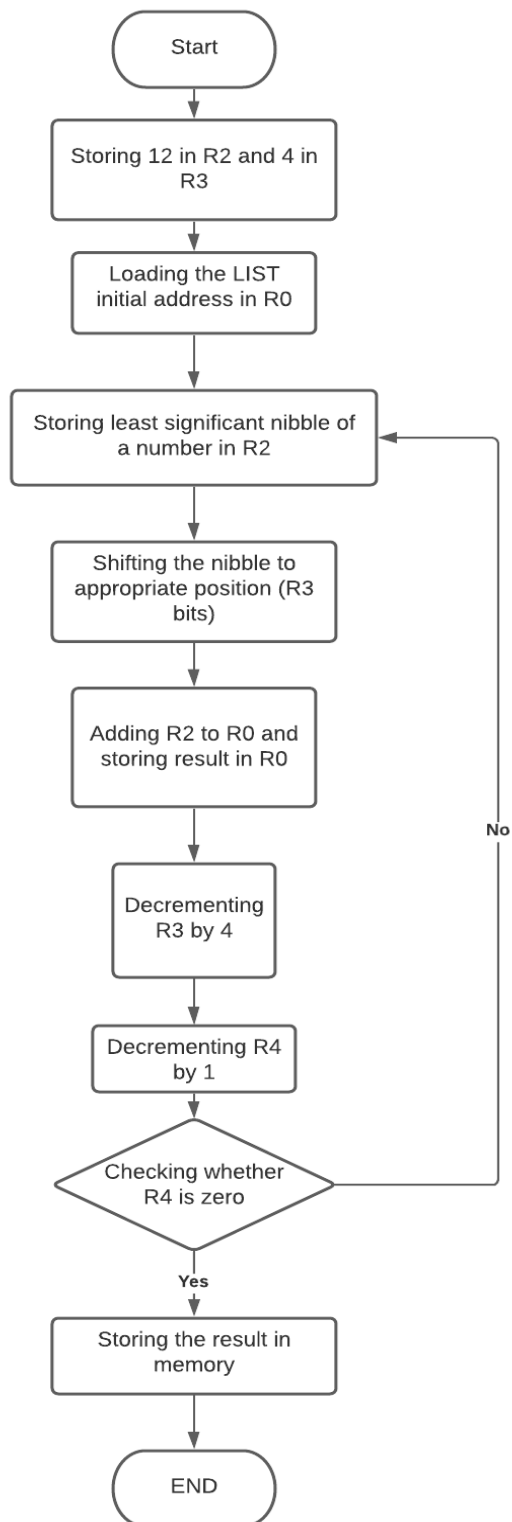 Start
Storing 12 in R2 and 4 in
R3
Loading the LIST
initial address in R0
Storing least significant nibble of
a number in R2
Shifting the nibble to
appropriate position (R3
bits)
Adding R2 to R0 and
storing result in R0
No
Decrementing
R3 by 4
Decrementing R4
by 1
Checking whether
R4 is zero
Yes
Storing the result in
memory
END